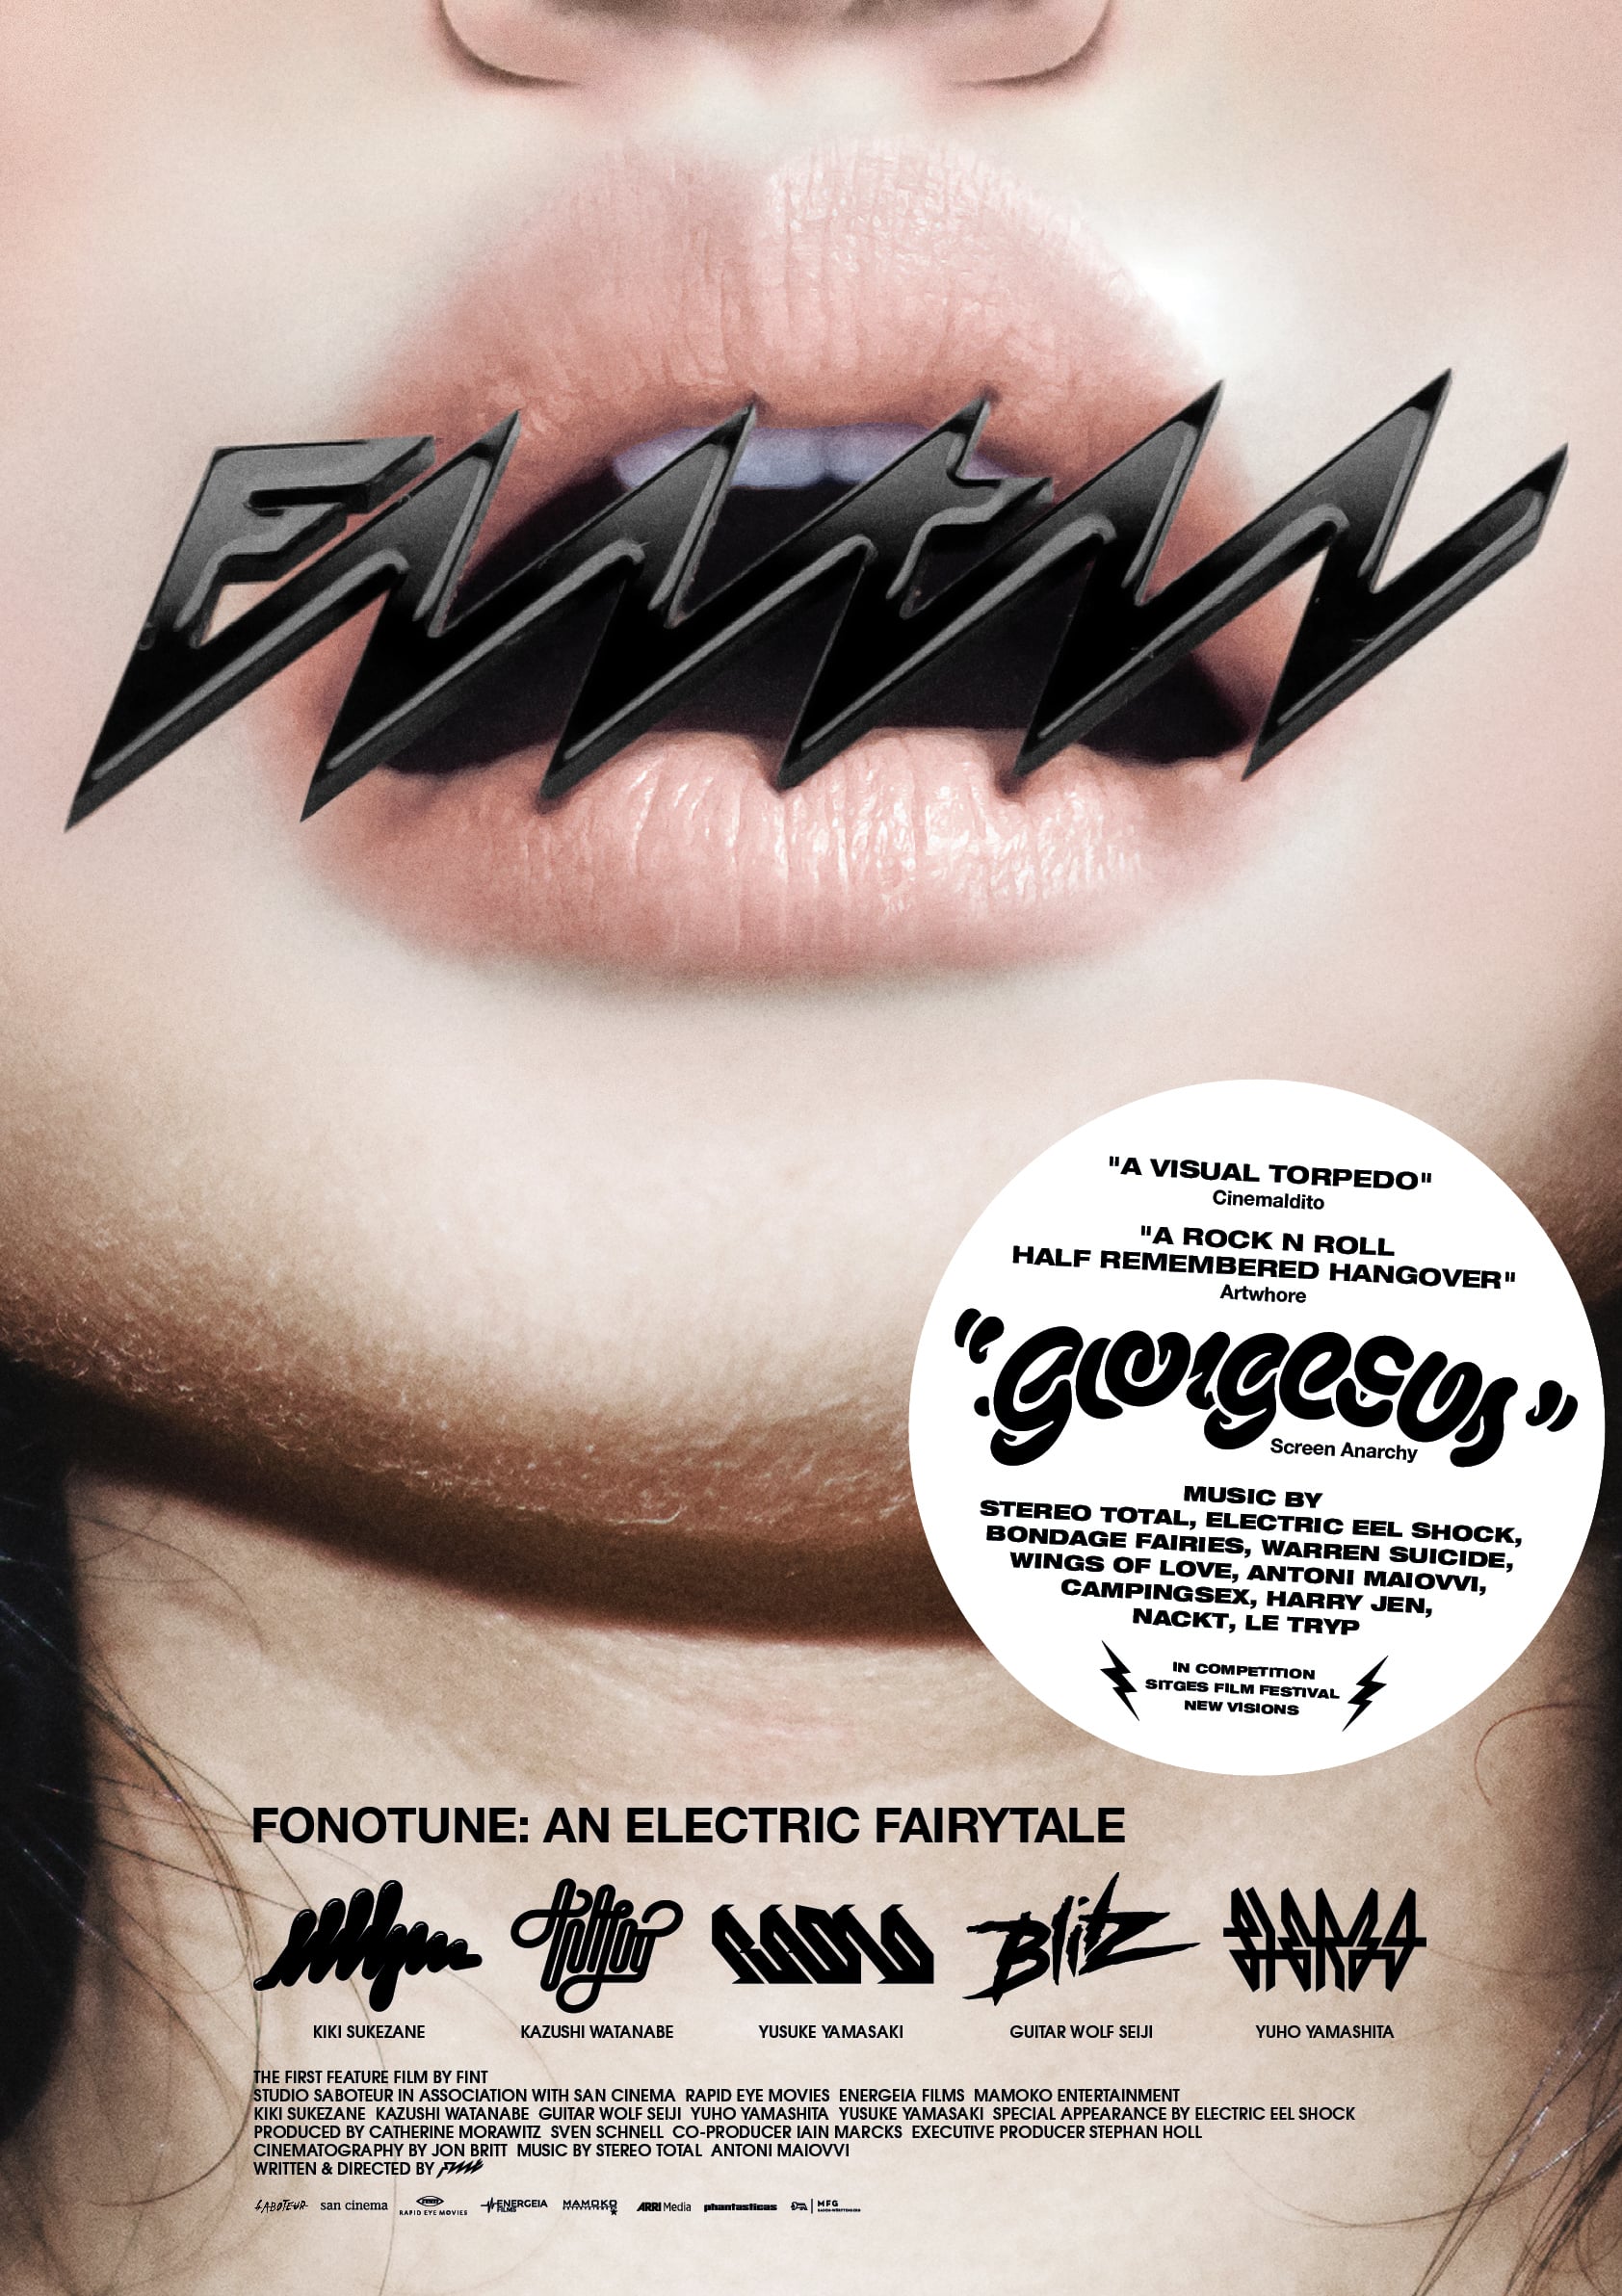 "A VISUAL TORPEDO"
Cinemaldito
"A ROCK N ROLL
HALF REMEMBERED HANGOVER"
Artwhore
"gorgeous"
Screen Anarchy
MUSIC BY
STEREO TOTAL, ELECTRIC EEL SHOCK,
BONDAGE FAIRIES, WARREN SUICIDE,
WINGS OF LOVE, ANTONI MAIOVVI,
CAMPINGSEX, HARRY JEN,
NACKT, LE TRYP
IN COMPETITION
SITGES FILM FESTIVAL
NEW VISIONS
FONOTUNE: AN ELECTRIC FAIRYTALE
Blitz
KIKI SUKEZANE KAZUSHI WATANABE YUSUKE YAMASAKI GUITAR WOLF SEIJI YUHO YAMASHITA
THE FIRST FEATURE FILM BY FINT
STUDIO SABOTEUR IN ASSOCIATION WITH SAN CINEMA RAPID EYE MOVIES ENERGEIA FILMS MAMOKO ENTERTAINMENT
KIKI SUKEZANE KAZUSHI WATANABE GUITAR WOLF SEIJI YUHO YAMASHITA YUSUKE YAMASAKI SPECIAL APPEARANCE BY ELECTRIC EEL SHOCK
PRODUCED BY CATHERINE MORAWITZ SVEN SCHNELL CO-PRODUCER IAIN MARCKS EXECUTIVE PRODUCER STEPHAN HOLL
CINEMATOGRAPHY BY JON BRITT MUSIC BY STEREO TOTAL ANTONI MAIOVVI
WRITTEN & DIRECTED BY
SABOTEUR san cinema RAPID EYE MOVIES ENERGEIA FILMS MAMOKO ARRI Media phantasticas MFG